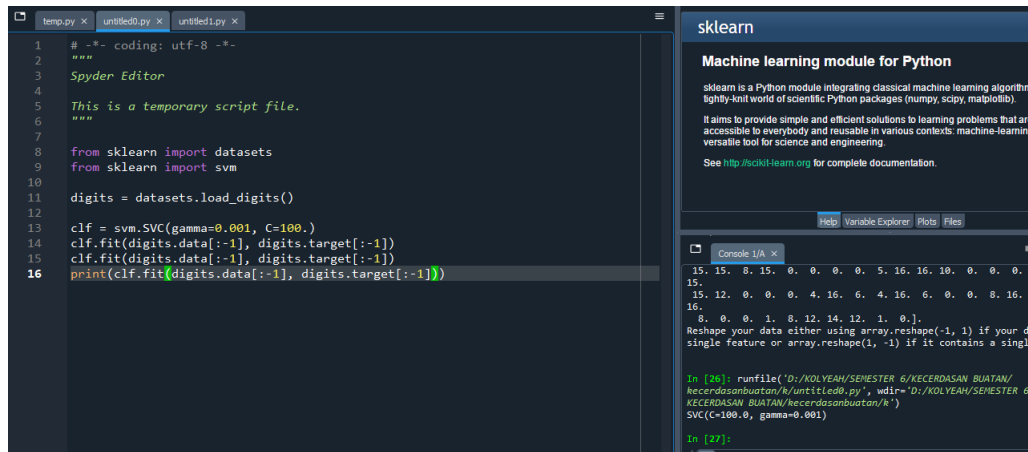 temp.py × untitled0.py × untitled1.py ×
1 # -*- coding: utf-8 -*-
2 """
3 Spyder Editor
4
5 This is a temporary script file.
6 """
7
8 from sklearn import datasets
9 from sklearn import svm
10
11 digits = datasets.load_digits()
12
13 clf = svm.SVC(gamma=0.001, C=100.)
14 clf.fit(digits.data[:-1], digits.target[:-1])
15 clf.fit(digits.data[:-1], digits.target[:-1])
16 print(clf.fit(digits.data[:-1], digits.target[:-1]))
sklearn
Machine learning module for Python
sklearn is a Python module integrating classical machine learning algorithm
tightly-knit world of scientific Python packages (numpy, scipy, matplotlib).
It aims to provide simple and efficient solutions to learning problems that are
accessible to everybody and reusable in various contexts: machine-learnin
versatile tool for science and engineering.
See http://scikit-learn.org for complete documentation.
Help Variable Explorer Plots Files
Console 1/A ×
15. 15. 8. 15. 0. 0. 0. 0. 5. 16. 16. 10. 0. 0. 0.
15.
15. 12. 0. 0. 0. 4. 16. 6. 4. 16. 6. 0. 0. 8. 16.
16.
8. 0. 0. 1. 8. 12. 14. 12. 1. 0.].
Reshape your data either using array.reshape(-1, 1) if your d
single feature or array.reshape(1, -1) if it contains a singl
In [26]: runfile('D:/KOLYEAH/SEMESTER 6/KECERDASAN BUATAN/
kecerdasanbuatan/k/untitled0.py', wdir='D:/KOLYEAH/SEMESTER 6
KECERDASAN BUATAN/kecerdasanbuatan/k')
SVC(C=100.0, gamma=0.001)
In [27]: